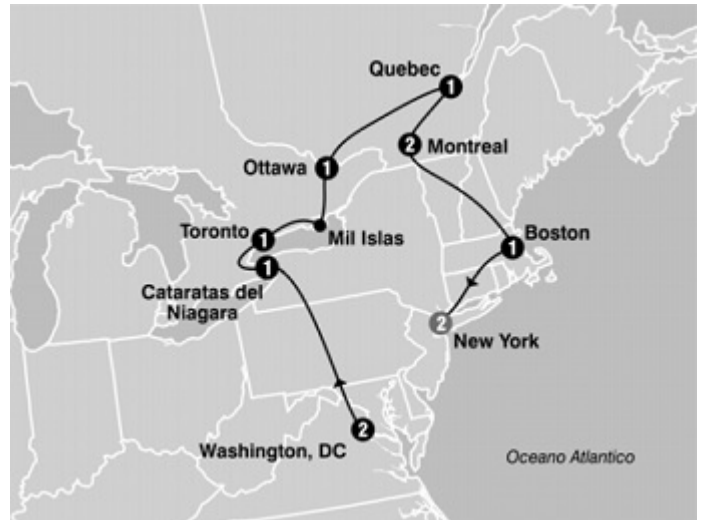 Quebec
1
2
Montreal
Ottawa
1
Toronto
1
Mil Islas
1
Boston
1
Cataratas del
Niagara
2
New York
2
Washington, DC
Oceano Atlantico